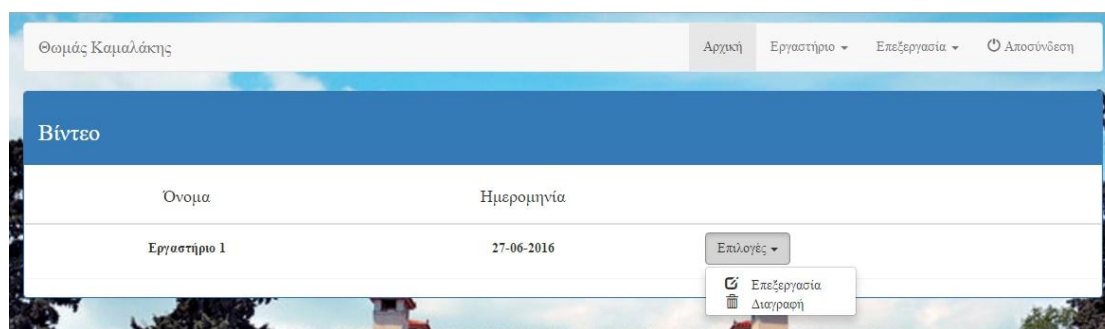 Θωμάς Καμαλάκης Αρχική Εργαστήριο Επεξεργασία Αποσύνδεση
Βίντεο
Όνομα Ημερομηνία
Εργαστήριο 1 27-06-2016 Επιλογές
Επεξεργασία
Διαγραφή